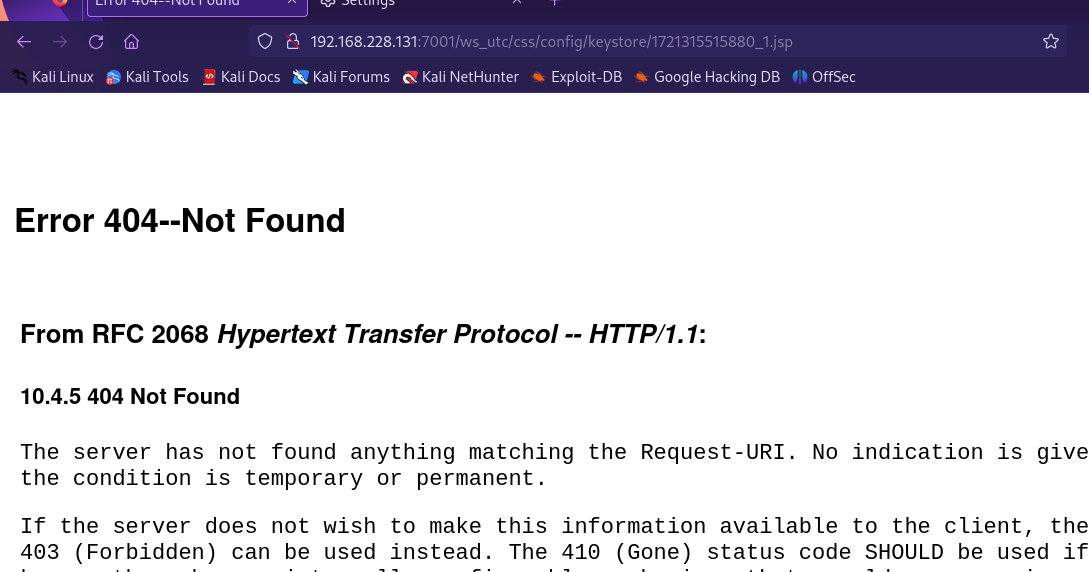 Error 404--Not Found
Settings
192.168.228.131:7001/ws_utc/css/config/keystore/1721315515880_1.jsp
Kali Linux Kali Tools Kali Docs Kali Forums Kali NetHunter Exploit-DB Google Hacking DB OffSec
Error 404--Not Found
From RFC 2068 Hypertext Transfer Protocol -- HTTP/1.1:
10.4.5 404 Not Found
The server has not found anything matching the Request-URI. No indication is give
the condition is temporary or permanent.
If the server does not wish to make this information available to the client, the
403 (Forbidden) can be used instead. The 410 (Gone) status code SHOULD be used if